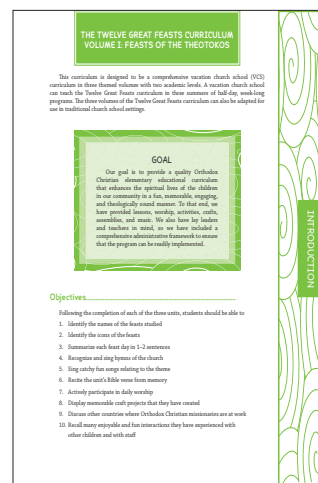 THE TWELVE GREAT FEASTS CURRICULUM
VOLUME I: FEASTS OF THE THEOTOKOS
This curriculum is designed to be a comprehensive vacation church school (VCS)
curriculum in three themed volumes with two academic levels. A vacation church school
can teach the Twelve Great Feasts curriculum in three summers of half-day, week-long
programs. The three volumes of the Twelve Great Feasts curriculum can also be adapted for
use in traditional church school settings.
GOAL
Our goal is to provide a quality Orthodox
Christian elementary educational curriculum
that enhances the spiritual lives of the children
in our community in a fun, memorable, engaging,
and theologically sound manner. To that end, we
have provided lessons, worship, activities, crafts,
assemblies, and music. We also have lay leaders
and teachers in mind, so we have included a
comprehensive administrative framework to ensure
that the program can be readily implemented.
INTRODUCTION
Objectives
Following the completion of each of the three units, students should be able to
1. Identify the names of the feasts studied
2. Identify the icons of the feasts
3. Summarize each feast day in 1–2 sentences
4. Recognize and sing hymns of the church
5. Sing catchy fun songs relating to the theme
6. Recite the unit's Bible verse from memory
7. Actively participate in daily worship
8. Display memorable craft projects that they have created
9. Discuss other countries where Orthodox Christian missionaries are at work
10. Recall many enjoyable and fun interactions they have experienced with
other children and with staff